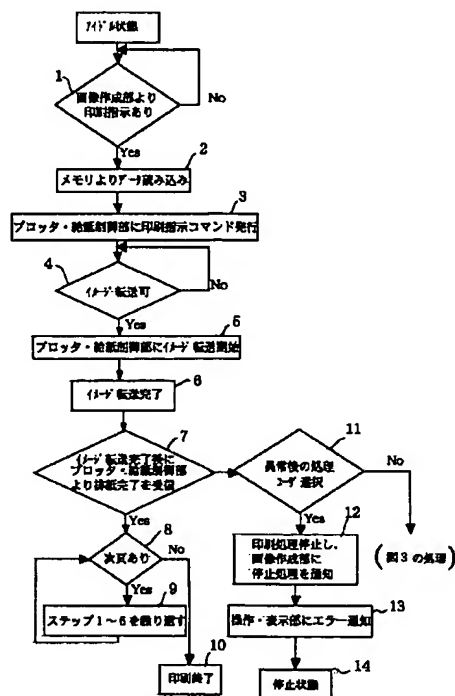 アイドル状態
1
画像作成部より
印刷指示あり
No
Yes
2
メモリよりデータ読み込み
3
プロッタ・給紙制御部に印刷指示コマンド発行
4
イメージ転送可
No
Yes
5
プロッタ・給紙制御部にイメージ転送開始
6
イメージ転送完了
7
イメージ転送完了後に
プロッタ・給紙制御部
より排紙完了を受信
Yes
11
異常後の処理
コード選択
No
Yes
(図3の処理)
8
次頁あり
No
Yes
9
ステップ1～6を繰り返す
10
印刷終了
12
印刷処理停止し、
画像作成部に
停止処理を通知
13
操作・表示部にエラー通知
14
停止状態